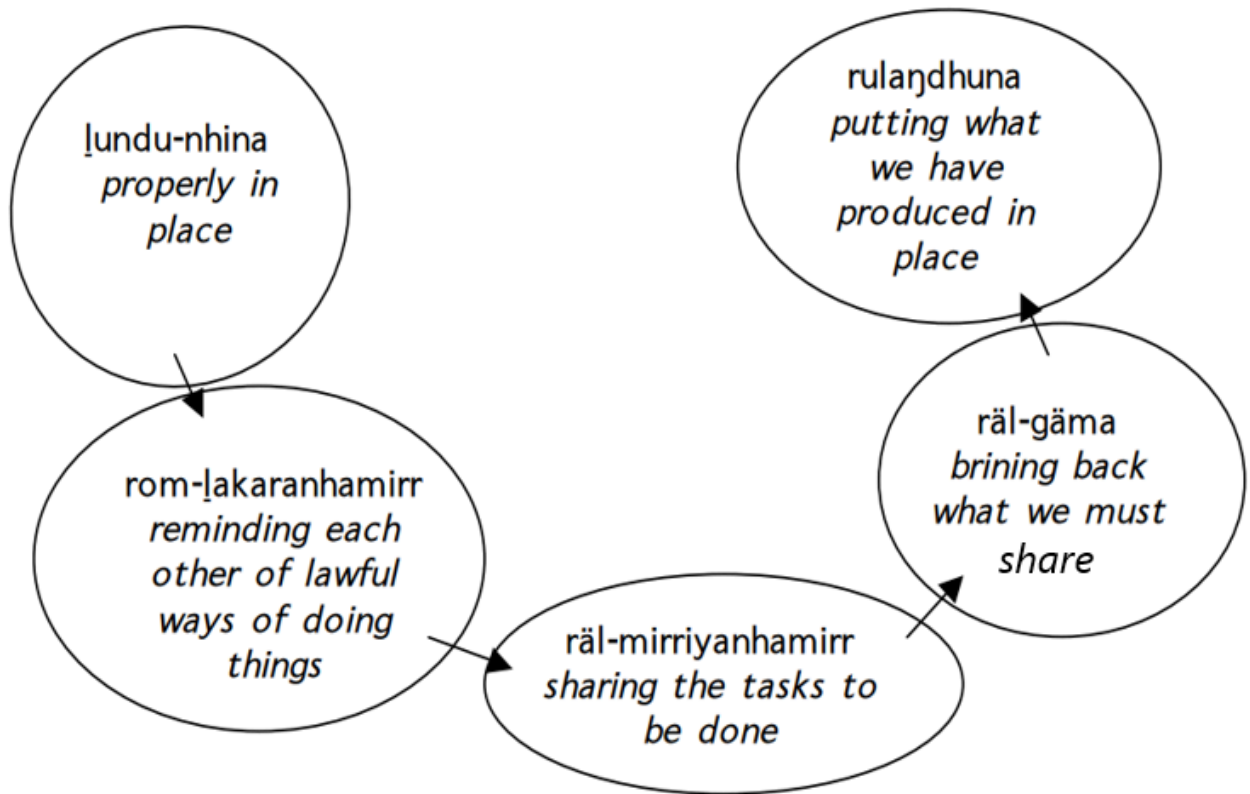 ḻundu-nhina
properly in
place
rom-ḻakaranhamirr
reminding each
other of lawful
ways of doing
things
räl-mirriyanhamirr
sharing the tasks to
be done
räl-gäma
brining back
what we must
share
rulaŋdhuna
putting what
we have
produced in
place